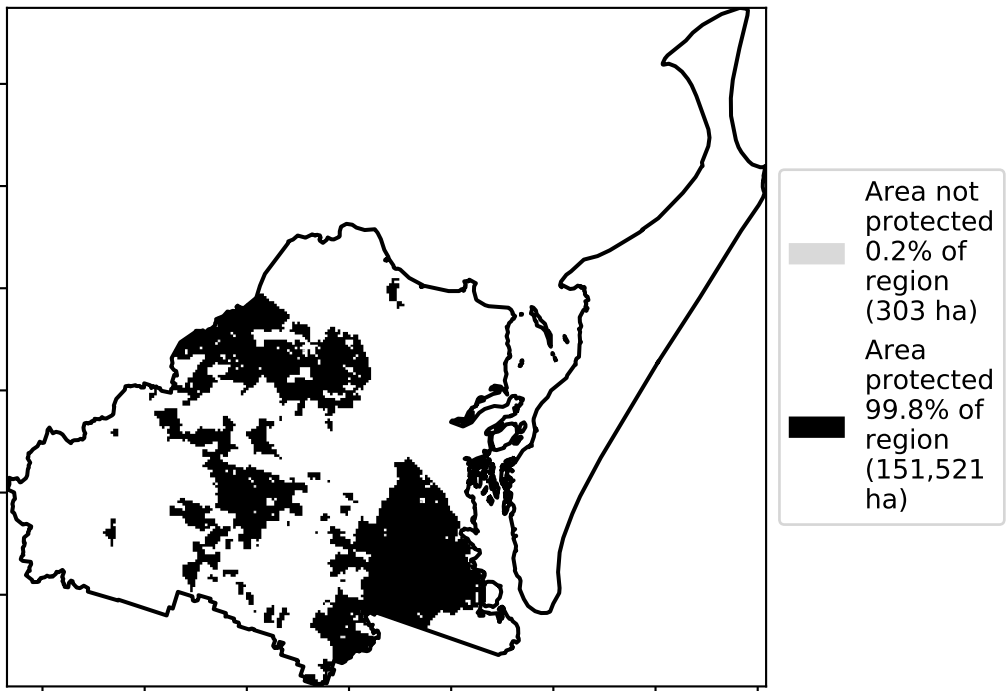 Area not
protected
0.2% of
region
(303 ha)
Area
protected
99.8% of
region
(151,521
ha)